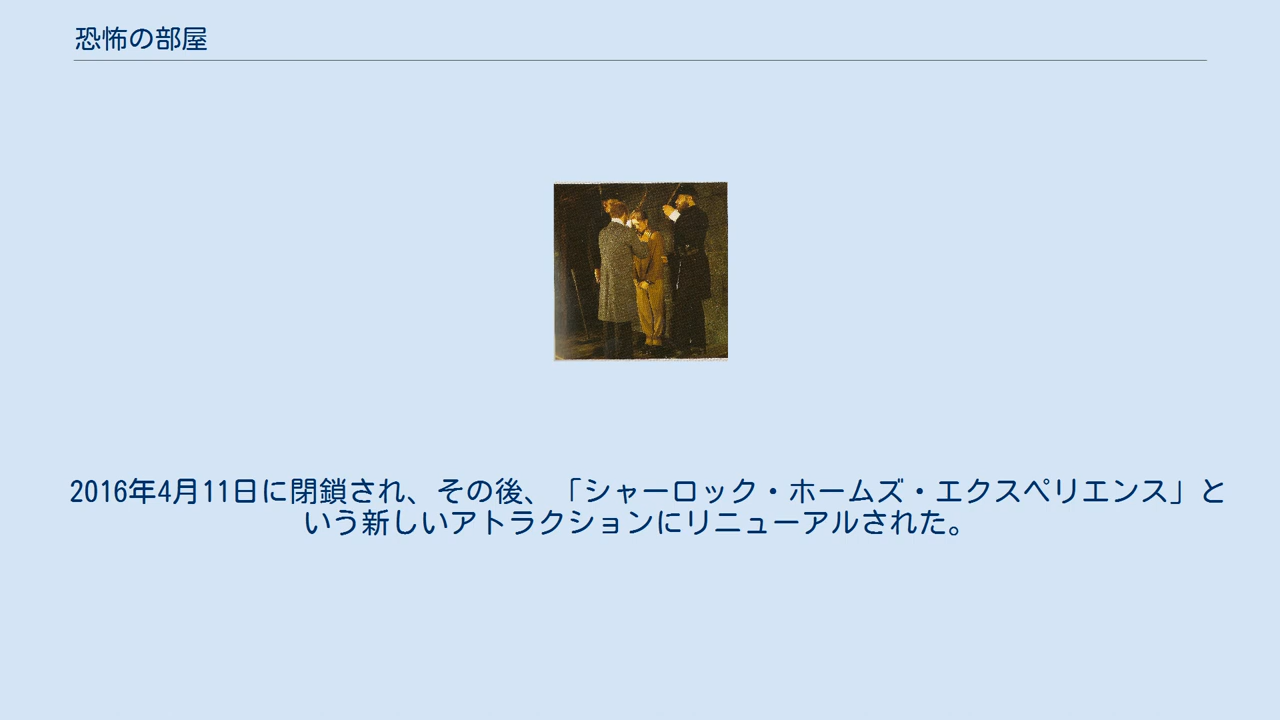 恐怖の部屋
2016年4月11日に閉鎖され、その後、「シャーロック・ホームズ・エクスペリエンス」と
いう新しいアトラクションにリニューアルされた。